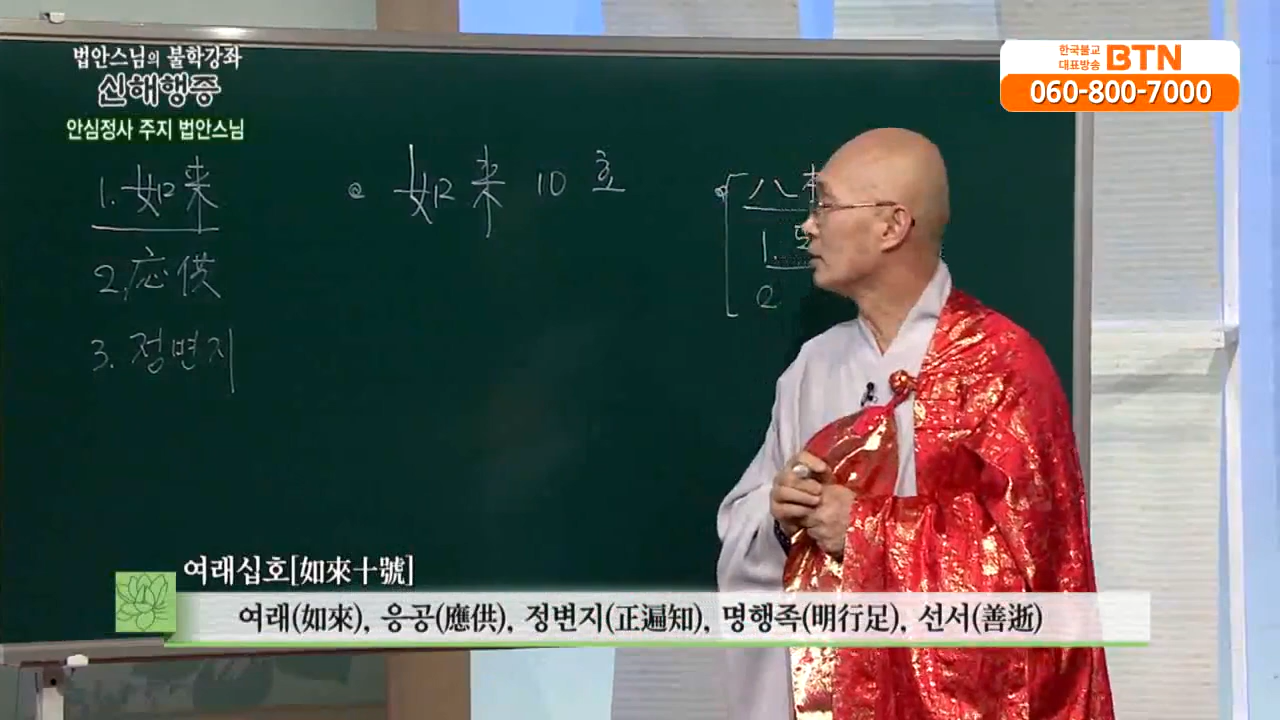 법안스님의 불학강좌
신해행증
안심정사 주지 법안스님
한국불교
대표방송 BTN
060-800-7000
1. 如来
2. 応供
3. 정변지
@ 如来 10 호
八
1.
2
여래십호[如來十號]
여래(如來), 응공(應供), 정변지(正遍知), 명행족(明行足), 선서(善逝)